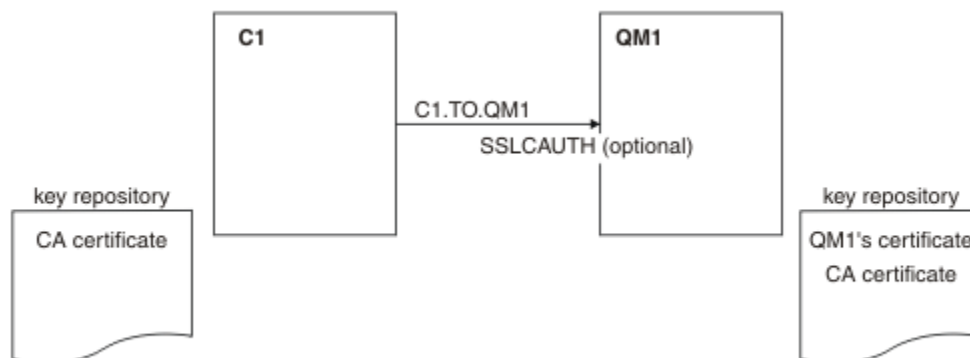 C1
QM1
C1.TO.QM1
SSLCAUTH (optional)
key repository
CA certificate
key repository
QM1's certificate
CA certificate